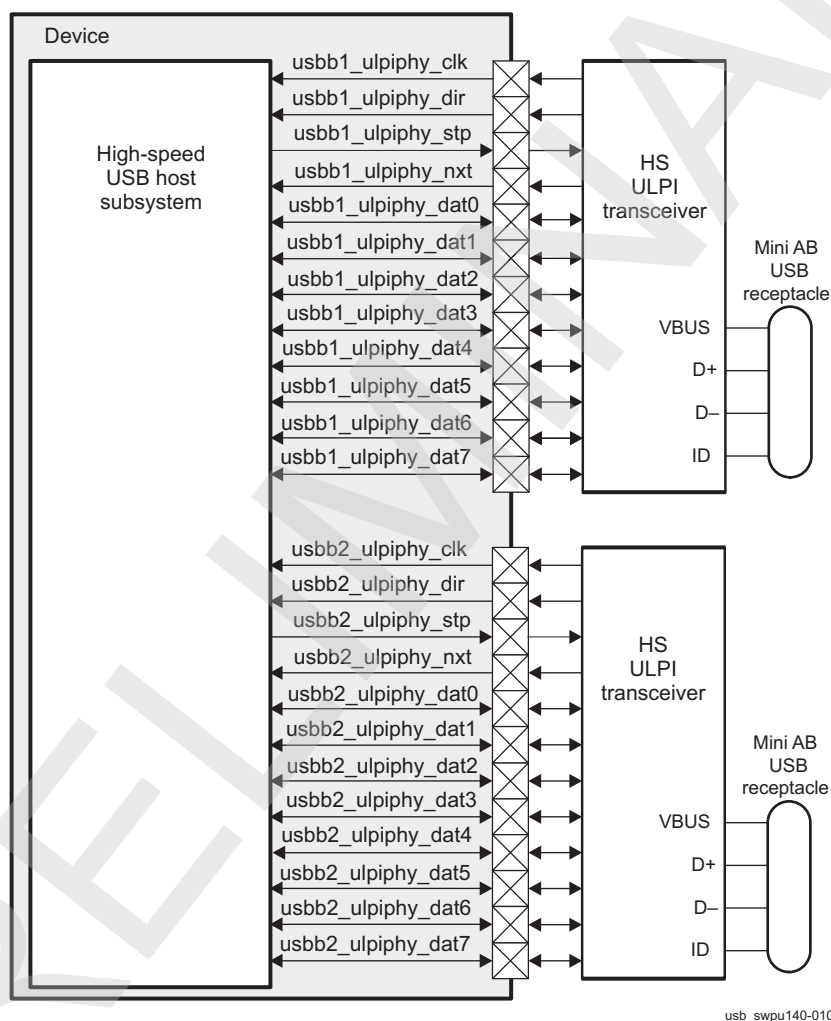 Device
High-speed
USB host
subsystem
usbb1_ulpiphy_clk
usbb1_ulpiphy_dir
usbb1_ulpiphy_stp
usbb1_ulpiphy_nxt
usbb1_ulpiphy_dat0
usbb1_ulpiphy_dat1
usbb1_ulpiphy_dat2
usbb1_ulpiphy_dat3
usbb1_ulpiphy_dat4
usbb1_ulpiphy_dat5
usbb1_ulpiphy_dat6
usbb1_ulpiphy_dat7
HS
ULPI
transceiver
VBUS
D+
D–
ID
Mini AB
USB
receptacle
usbb2_ulpiphy_clk
usbb2_ulpiphy_dir
usbb2_ulpiphy_stp
usbb2_ulpiphy_nxt
usbb2_ulpiphy_dat0
usbb2_ulpiphy_dat1
usbb2_ulpiphy_dat2
usbb2_ulpiphy_dat3
usbb2_ulpiphy_dat4
usbb2_ulpiphy_dat5
usbb2_ulpiphy_dat6
usbb2_ulpiphy_dat7
HS
ULPI
transceiver
VBUS
D+
D–
ID
Mini AB
USB
receptacle
usb_swpu140-010